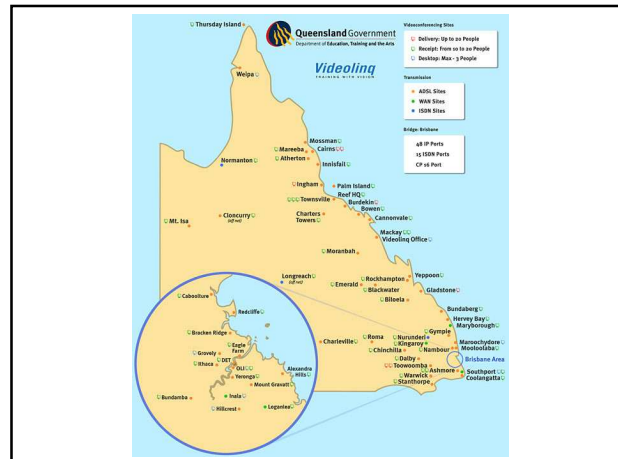 Thursday Island
Queensland Government
Department of Education, Training and the Arts
Videolinq
TRAINING WITH VISION
Videoconferencing Sites
Delivery: Up to 20 People
Receipt: From 10 to 20 People
Desktop: Max - 3 People
Transmission
ADSL Sites
WAN Sites
ISDN Sites
Bridge: Brisbane
48 IP Ports
15 ISDN Ports
CP 16 Port
Weipa
Mossman
Mareeba
Cairns
Atherton
Normanton
Innisfail
Ingham
Palm Island
Reef HQ
Townsville
Burdekin
Bowen
Cloncurry
Charters
Towers
Cannonvale
Mt. Isa
Mackay
Videolinq Office
Moranbah
Longreach
Yeppoon
Rockhampton
Emerald
Blackwater
Gladstone
Biloela
Bundaberg
Hervey Bay
Maryborough
Gympie
Charleville
Roma
Nurunderi
Kingaroy
Maroochydore
Mooloolaba
Chinchilla
Nambour
Dalby
Brisbane Area
Toowoomba
Ashmore
Southport
Warwick
Coolangatta
Stanthorpe
Caboolture
Redcliffe
Bracken Ridge
Eagle
Farm
Grovely
DET
Ithaca
OLI
Yeronga
Alexandra
Hills
Mount Gravatt
Bundamba
Inala
Loganlea
Hillcrest